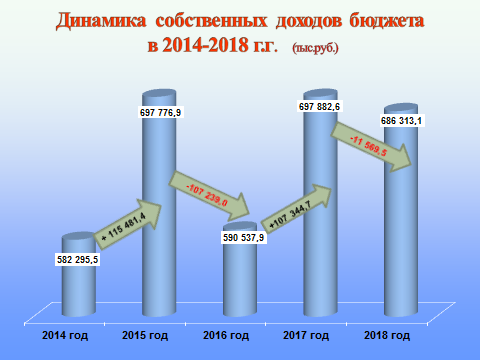 Динамика собственных доходов бюджета
в 2014-2018 г.г. (тыс.руб.)
697 776,9
697 882,6
686 313,1
-11 569,5
-107 239,0
+ 115 481,4
+107 344,7
590 537,9
582 295,5
2014 год 2015 год 2016 год 2017 год 2018 год